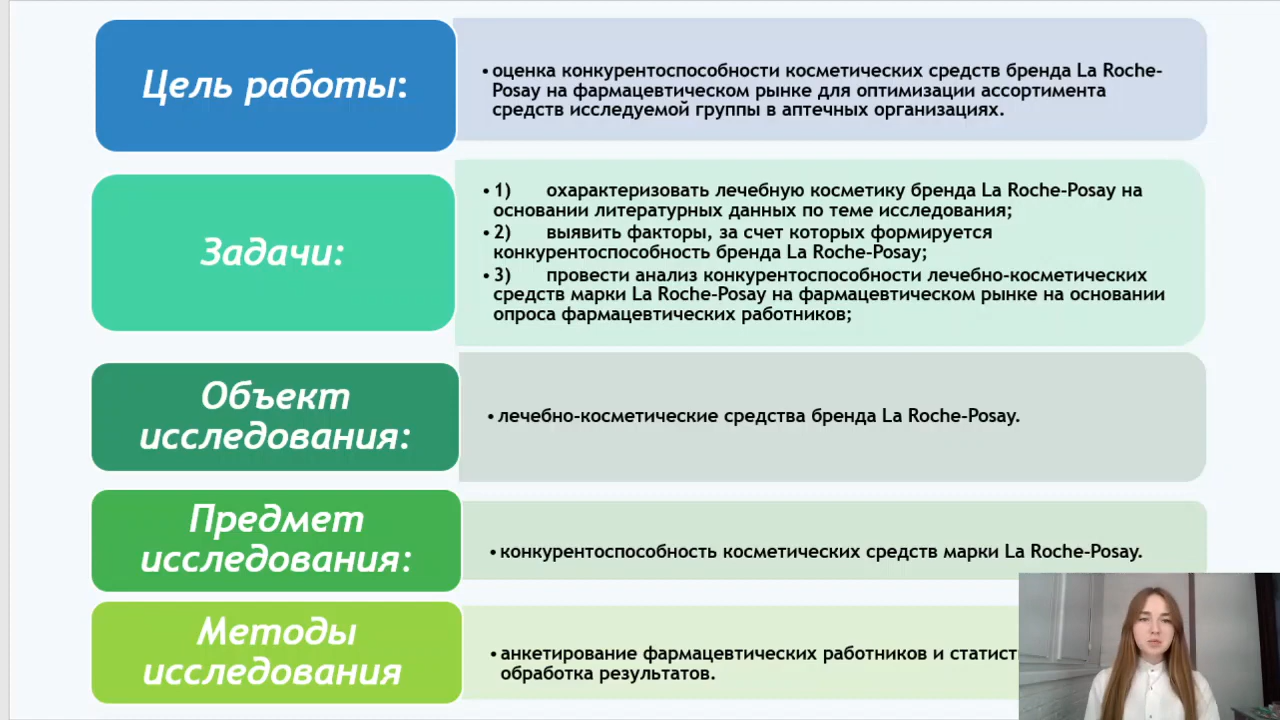 Цель работы:
•оценка конкурентоспособности косметических средств бренда La Roche-
Posay на фармацевтическом рынке для оптимизации ассортимента
средств исследуемой группы в аптечных организациях.
Задачи:
•1) охарактеризовать лечебную косметику бренда La Roche-Posay на
основании литературных данных по теме исследования;
•2) выявить факторы, за счет которых формируется
конкурентоспособность бренда La Roche-Posay;
•3) провести анализ конкурентоспособности лечебно-косметических
средств марки La Roche-Posay на фармацевтическом рынке на основании
опроса фармацевтических работников;
Объект
исследования:
•лечебно-косметические средства бренда La Roche-Posay.
Предмет
исследования:
•конкурентоспособность косметических средств марки La Roche-Posay.
Методы
исследования
•анкетирование фармацевтических работников и
обработка результатов.